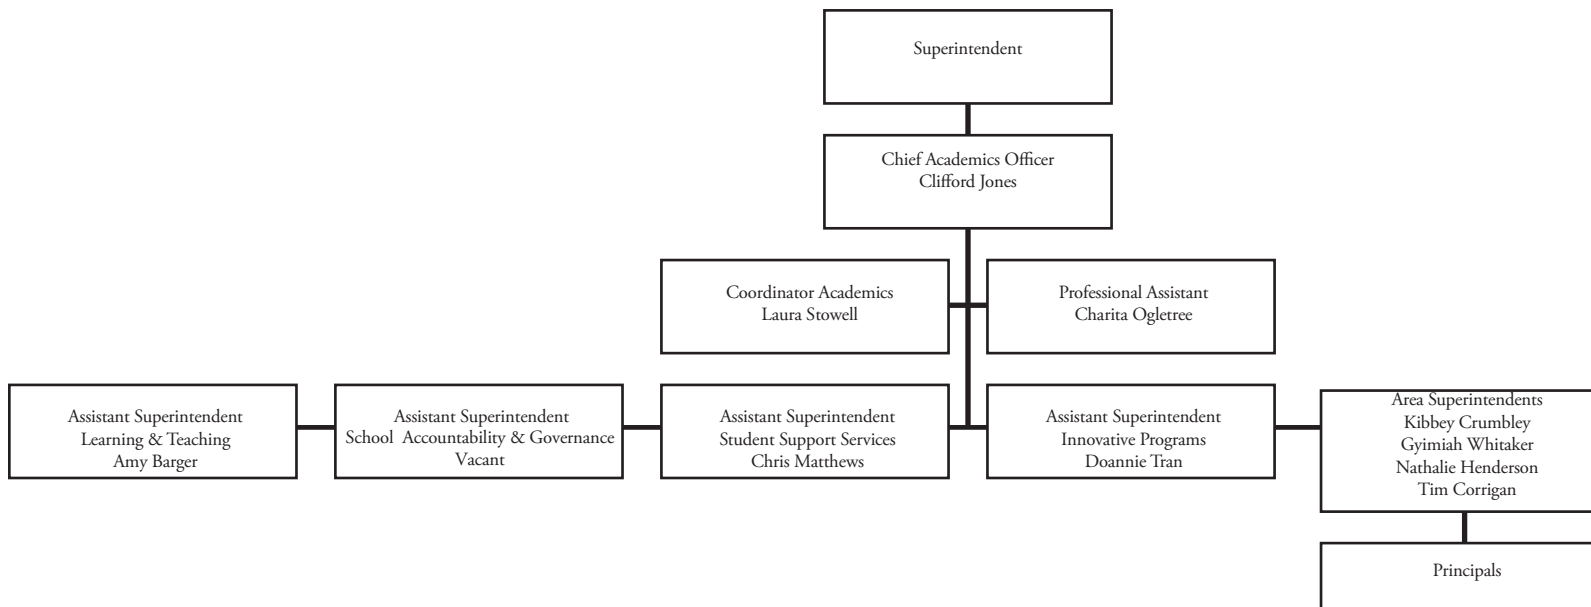 Superintendent
Chief Academics Officer
Clifford Jones
Coordinator Academics
Laura Stowell
Professional Assistant
Charita Ogletree
Assistant Superintendent
Learning & Teaching
Amy Barger
Assistant Superintendent
School Accountability & Governance
Vacant
Assistant Superintendent
Student Support Services
Chris Matthews
Assistant Superintendent
Innovative Programs
Doannie Tran
Area Superintendents
Kibbey Crumbley
Gyimiah Whitaker
Nathalie Henderson
Tim Corrigan
Principals